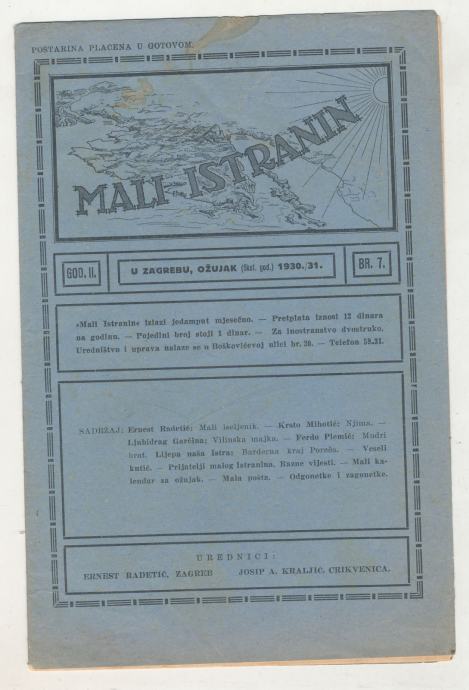 POŠTARINA PLAĆENA U GOTOVOM.
MALI ISTRANIN
GOD. II.
U ZAGREBU, OŽUJAK (Škol. god.) 1930./31.
BR. 7.
»Mali Istranin« izlazi jedamput mjesečno. — Pretplata iznosi 12 dinara
na godinu. — Pojedini broj stoji 1 dinar. — Za inostranstvo dvostruko.
Uredništvo i uprava nalaze se u Boškovićevoj ulici br. 20. — Telefon 59.31.
SADRŽAJ: Ernest Radetić: Mali iseljenik. — Krsto Mihotić: Njima. —
Ljubidrag Garčina: Vilinska majka. — Ferdo Plemić: Mudri
brat. Lijepa naša Istra: Baderna kraj Poreča. — Veseli
kutić. — Prijatelji malog Istranina. Razne vijesti. — Mali ka-
lendar za ožujak. — Mala pošta. — Odgonetke i zagonetke.
UREDNICI:
ERNEST RADETIĆ, ZAGREB JOSIP A. KRALJIĆ, CRIKVENICA.